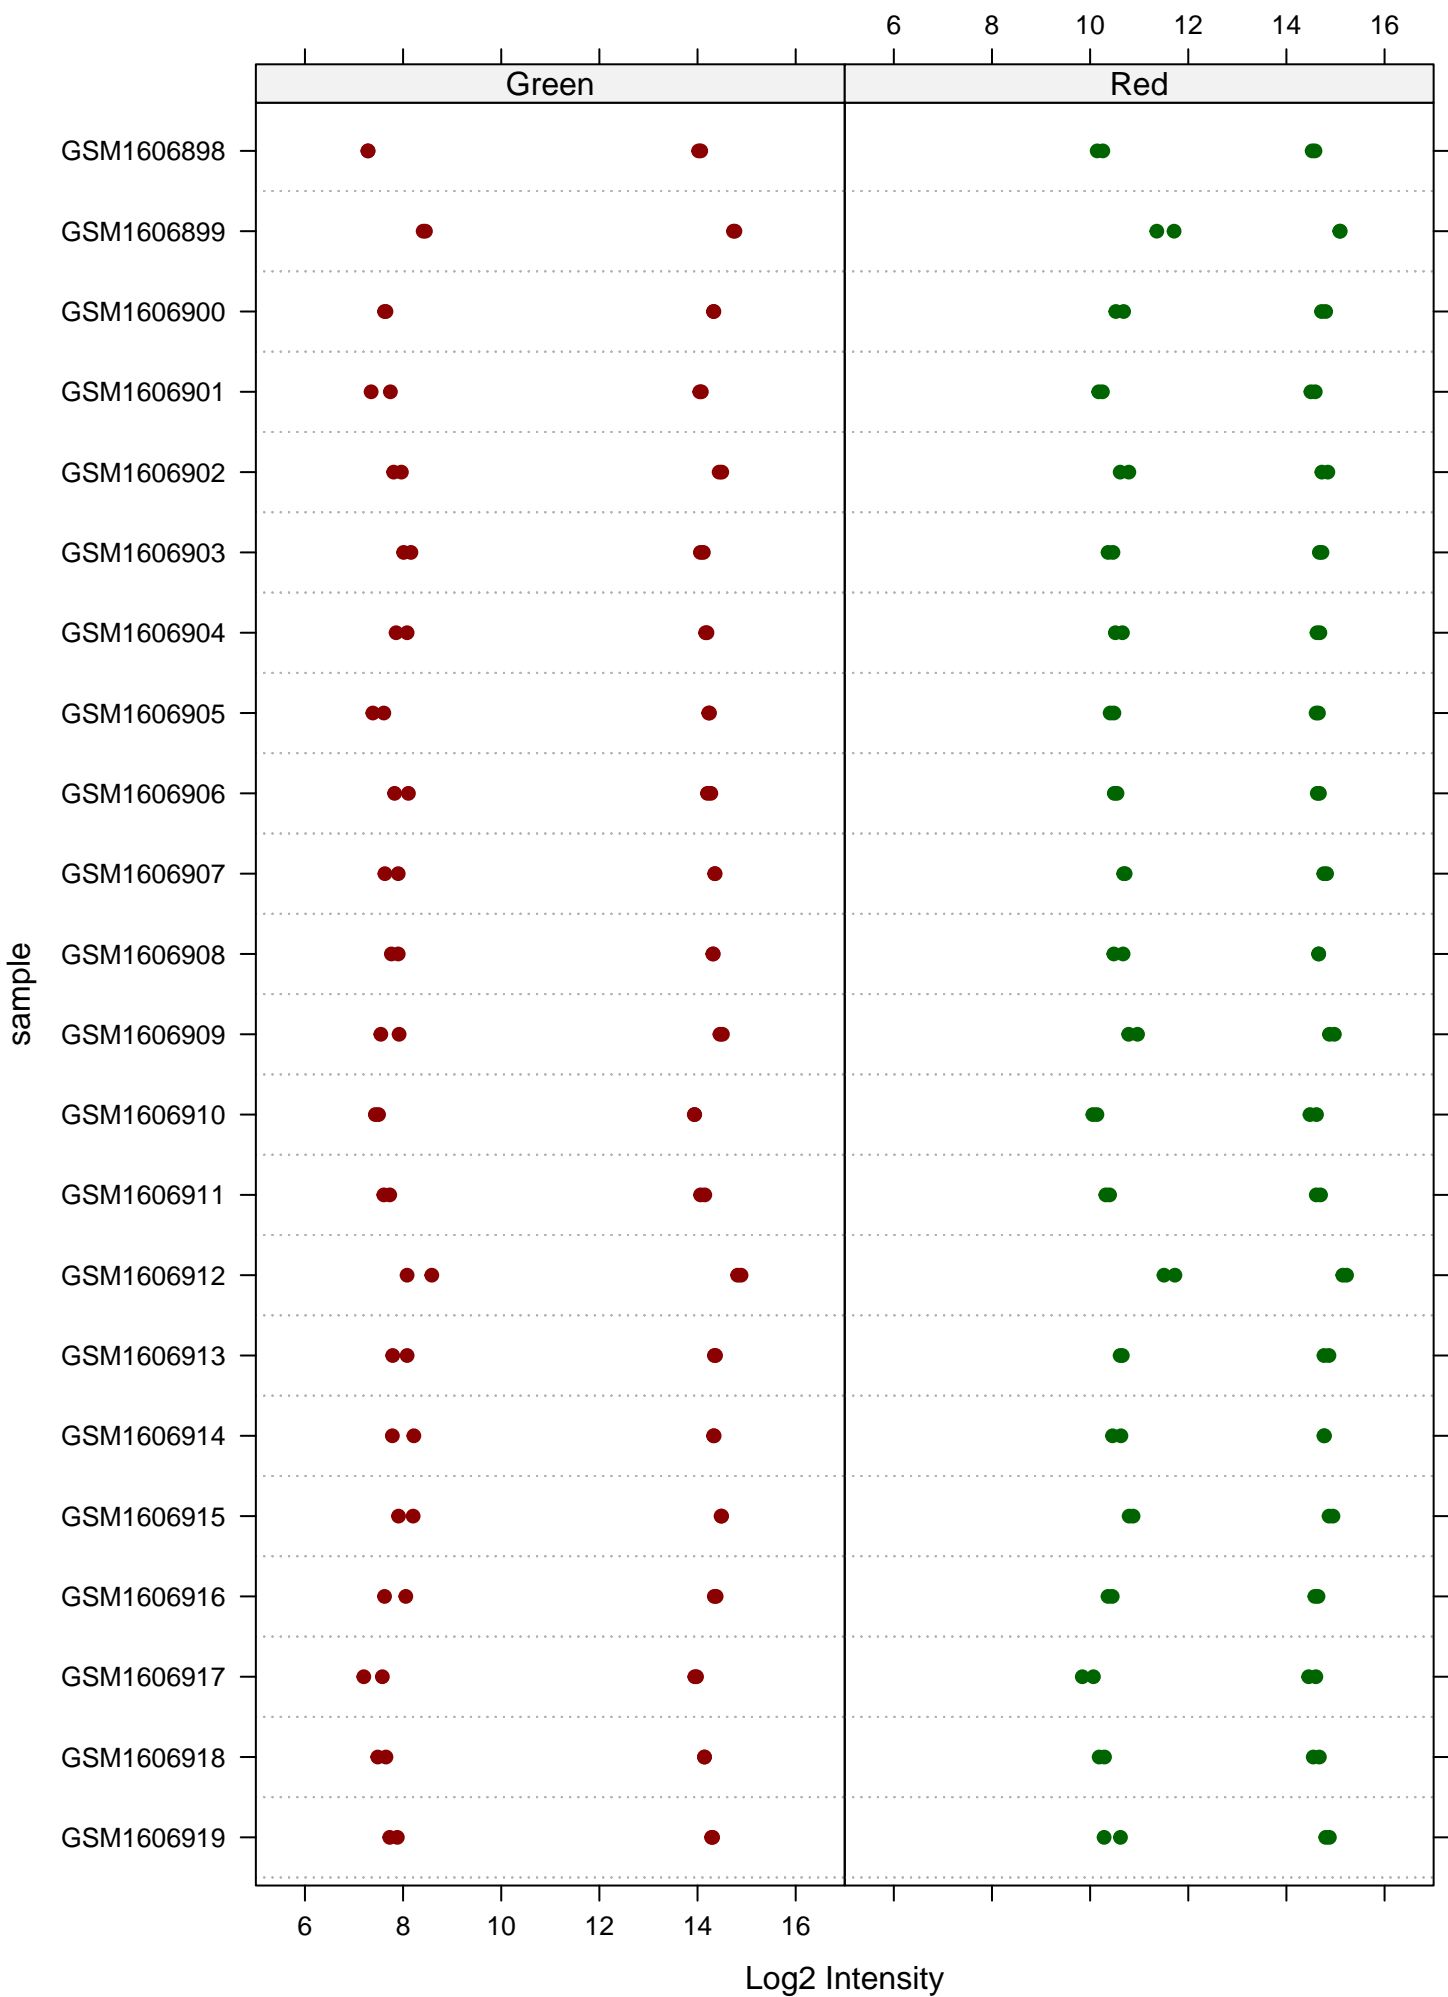 6 8 10 12 14 16
Green Red
GSM1606898
GSM1606899
GSM1606900
GSM1606901
GSM1606902
GSM1606903
GSM1606904
GSM1606905
GSM1606906
GSM1606907
GSM1606908
GSM1606909
GSM1606910
GSM1606911
GSM1606912
GSM1606913
GSM1606914
GSM1606915
GSM1606916
GSM1606917
GSM1606918
GSM1606919
sample
6 8 10 12 14 16
Log2 Intensity